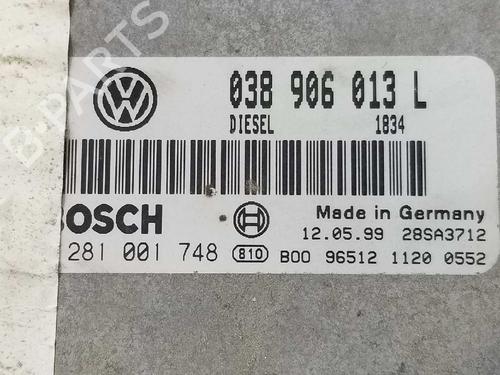 038 906 013 L
DIESEL 1834
BOSCH
Made in Germany
12.05.99 28SA3712
281 001 748 810 B00 96512 1120 0552
B-PARTS